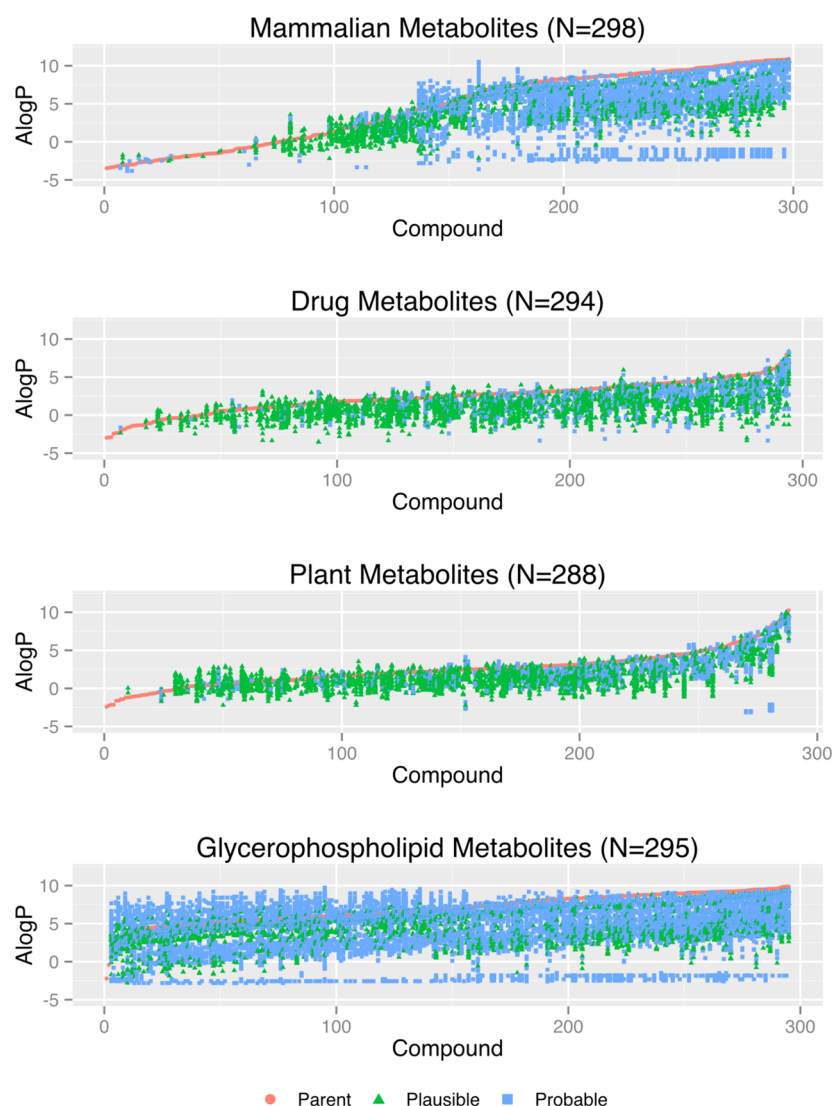 Mammalian Metabolites (N=298)
AlogP
10
5
0
-5
0 100 200 300
Compound
Drug Metabolites (N=294)
AlogP
10
5
0
-5
0 100 200 300
Compound
Plant Metabolites (N=288)
AlogP
10
5
0
-5
0 100 200 300
Compound
Glycerophospholipid Metabolites (N=295)
AlogP
10
5
0
-5
0 100 200 300
Compound
Parent Plausible Probable